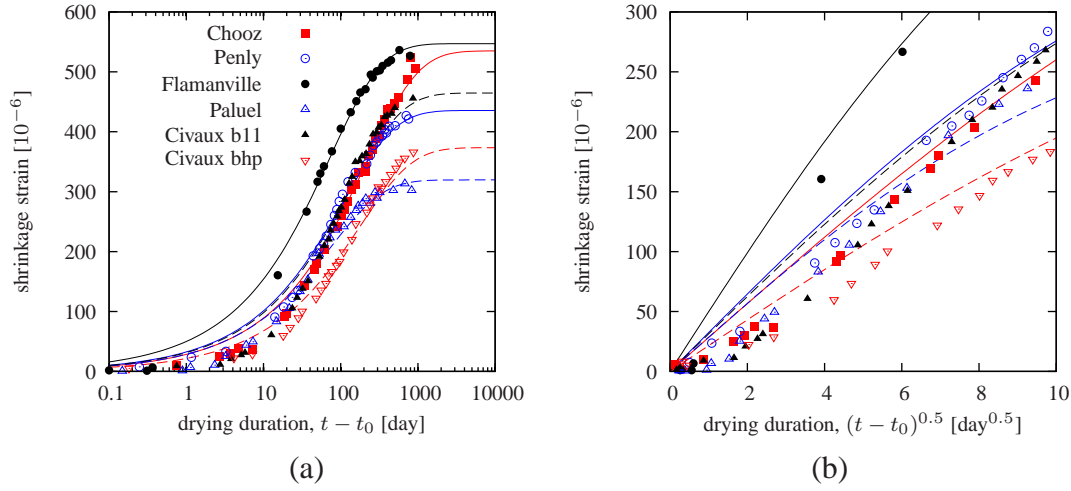 600
500
400
300
200
100
0
shrinkage strain [10⁻⁶]
Chooz
Penly
Flamanville
Paluel
Civaux b11
Civaux bhp
0.1 1 10 100 1000 10000
drying duration, t − t₀ [day]
(a)
300
250
200
150
100
50
0
shrinkage strain [10⁻⁶]
0 2 4 6 8 10
drying duration, (t − t₀)^0.5 [day^0.5]
(b)